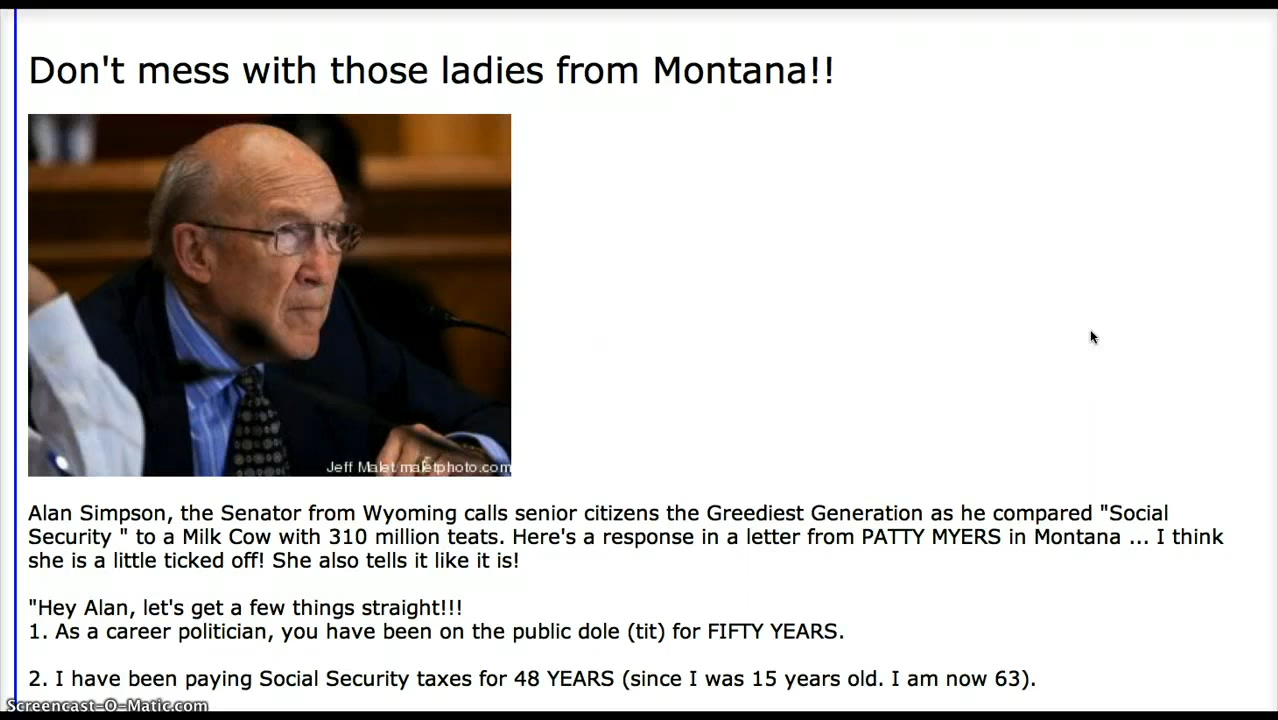 Don't mess with those ladies from Montana!!
Jeff Malet maletphoto.com
Alan Simpson, the Senator from Wyoming calls senior citizens the Greediest Generation as he compared "Social
Security " to a Milk Cow with 310 million teats. Here's a response in a letter from PATTY MYERS in Montana ... I think
she is a little ticked off! She also tells it like it is!
"Hey Alan, let's get a few things straight!!!
1. As a career politician, you have been on the public dole (tit) for FIFTY YEARS.
2. I have been paying Social Security taxes for 48 YEARS (since I was 15 years old. I am now 63).
Screencast-O-Matic.com